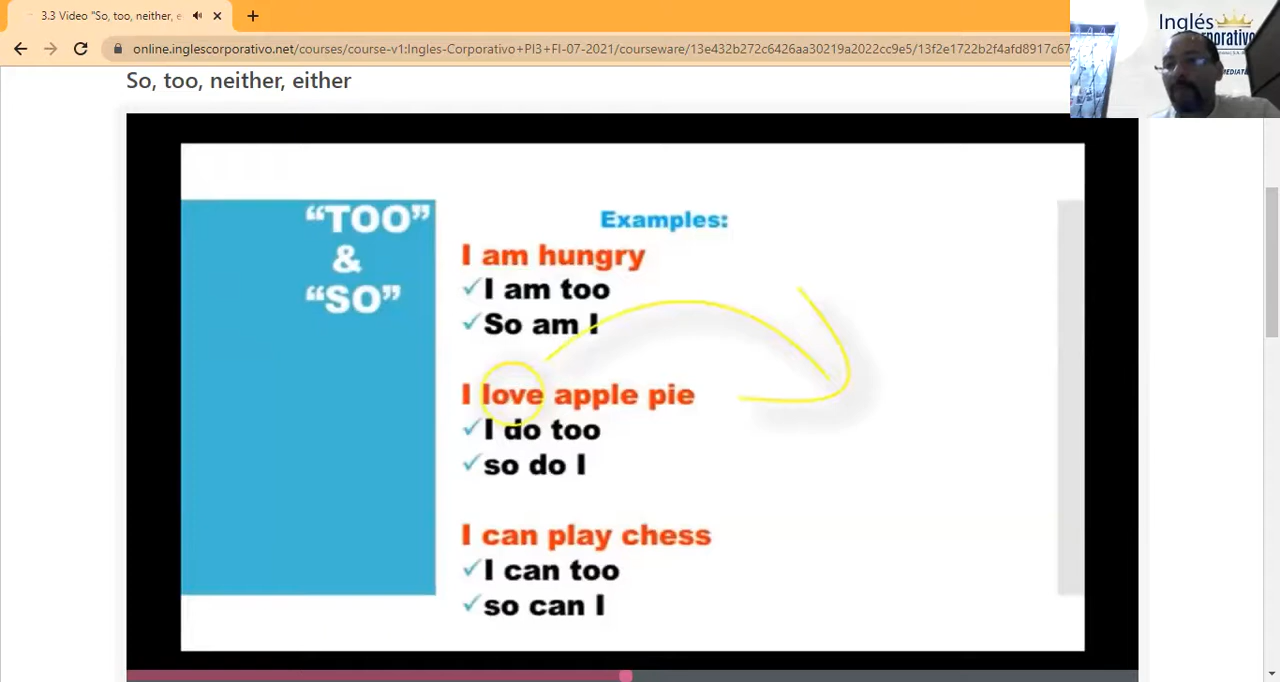 3.3 Video "So, too, neither, e
online.inglescorporativo.net/courses/course-v1:Ingles-Corporativo+PI3+FI-07-2021/courseware/13e432b272c6426aa30219a2022cc9e5/13f2e1722b2f4afd8917c67
Inglés
So, too, neither, either
"TOO"
&
"SO"
Examples:
I am hungry
I am too
So am I
I love apple pie
I do too
so do I
I can play chess
I can too
so can I